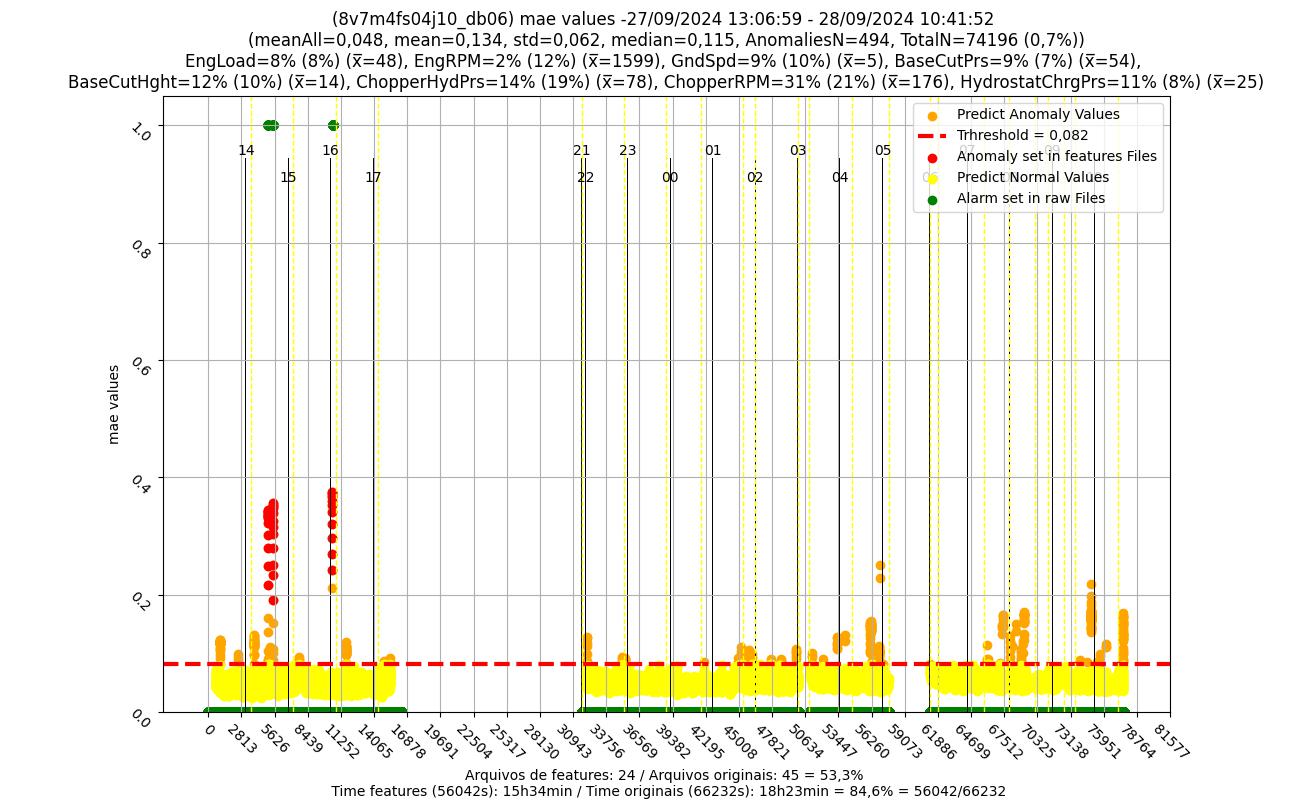 (8v7m4fs04j10_db06) mae values -27/09/2024 13:06:59 - 28/09/2024 10:41:52
(meanAll=0,048, mean=0,134, std=0,062, median=0,115, AnomaliesN=494, TotalN=74196 (0,7%))
EngLoad=8% (8%) (x̅=48), EngRPM=2% (12%) (x̅=1599), GndSpd=9% (10%) (x̅=5), BaseCutPrs=9% (7%) (x̅=54),
BaseCutHght=12% (10%) (x̅=14), ChopperHydPrs=14% (19%) (x̅=78), ChopperRPM=31% (21%) (x̅=176), HydrostatChrgPrs=11% (8%) (x̅=25)
Predict Anomaly Values
Trhreshold = 0,082
Anomaly set in features Files
Predict Normal Values
Alarm set in raw Files
14 16 21 23 01 03 05 07 09
15 17 22 00 02 04 06
mae values
1.0
0.8
0.6
0.4
0.2
0.0
0 2813 5626 8439 11252 14065 16878 19691 22504 25317 28130 30943 33756 36569 39382 42195 45008 47821 50634 53447 56260 59073 61886 64699 67512 70325 73138 75951 78764 81577
Arquivos de features: 24 / Arquivos originais: 45 = 53,3%
Time features (56042s): 15h34min / Time originais (66232s): 18h23min = 84,6% = 56042/66232